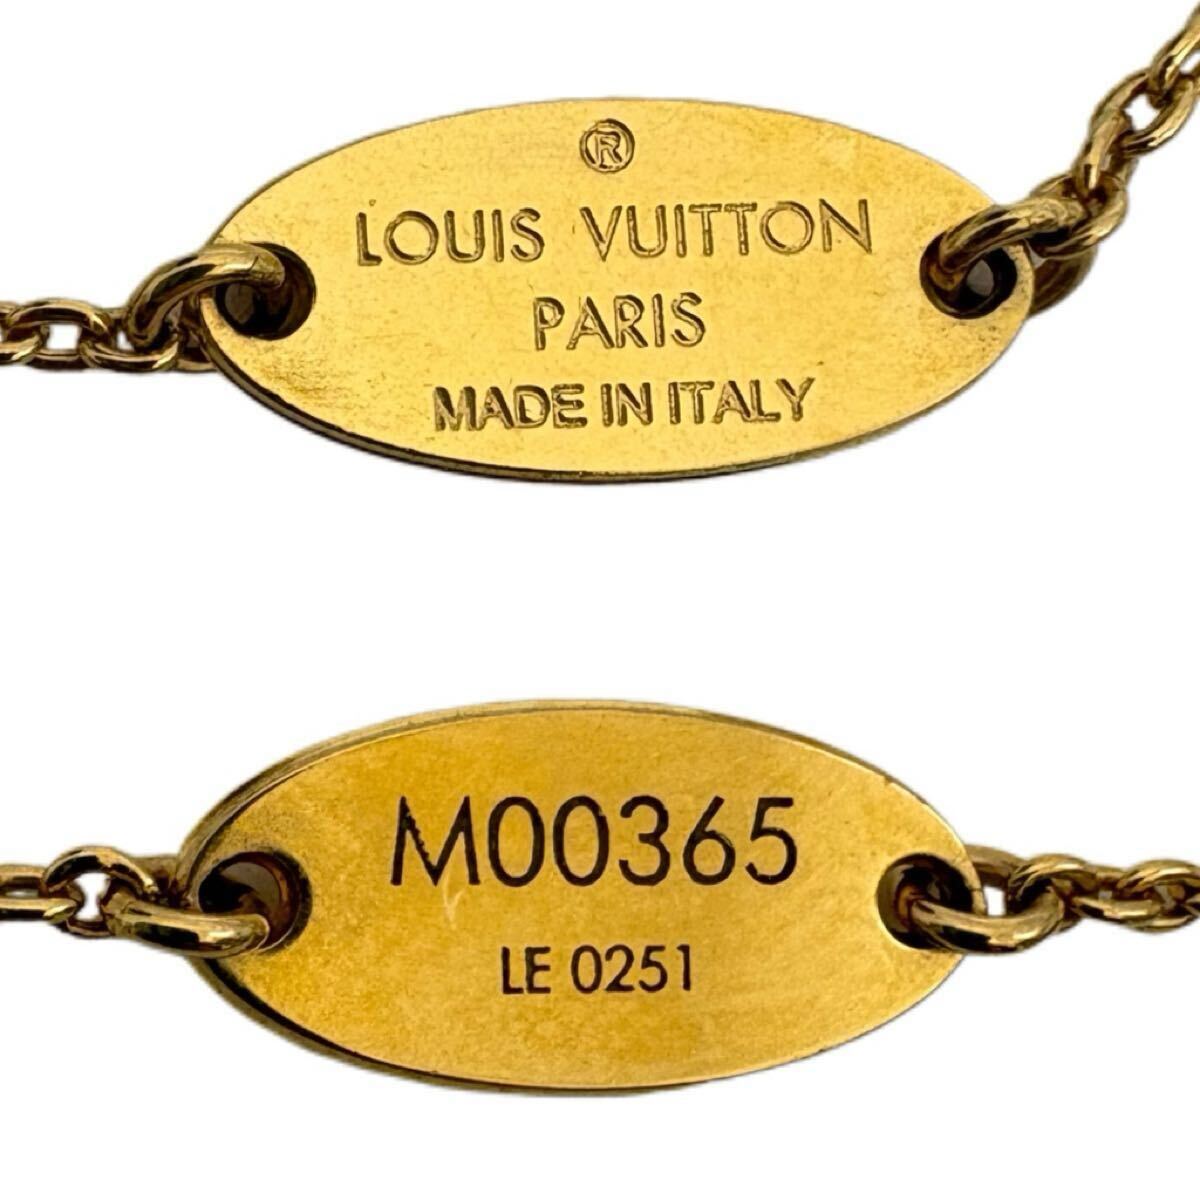 ®
LOUIS VUITTON
PARIS
MADE IN ITALY
M00365
LE 0251